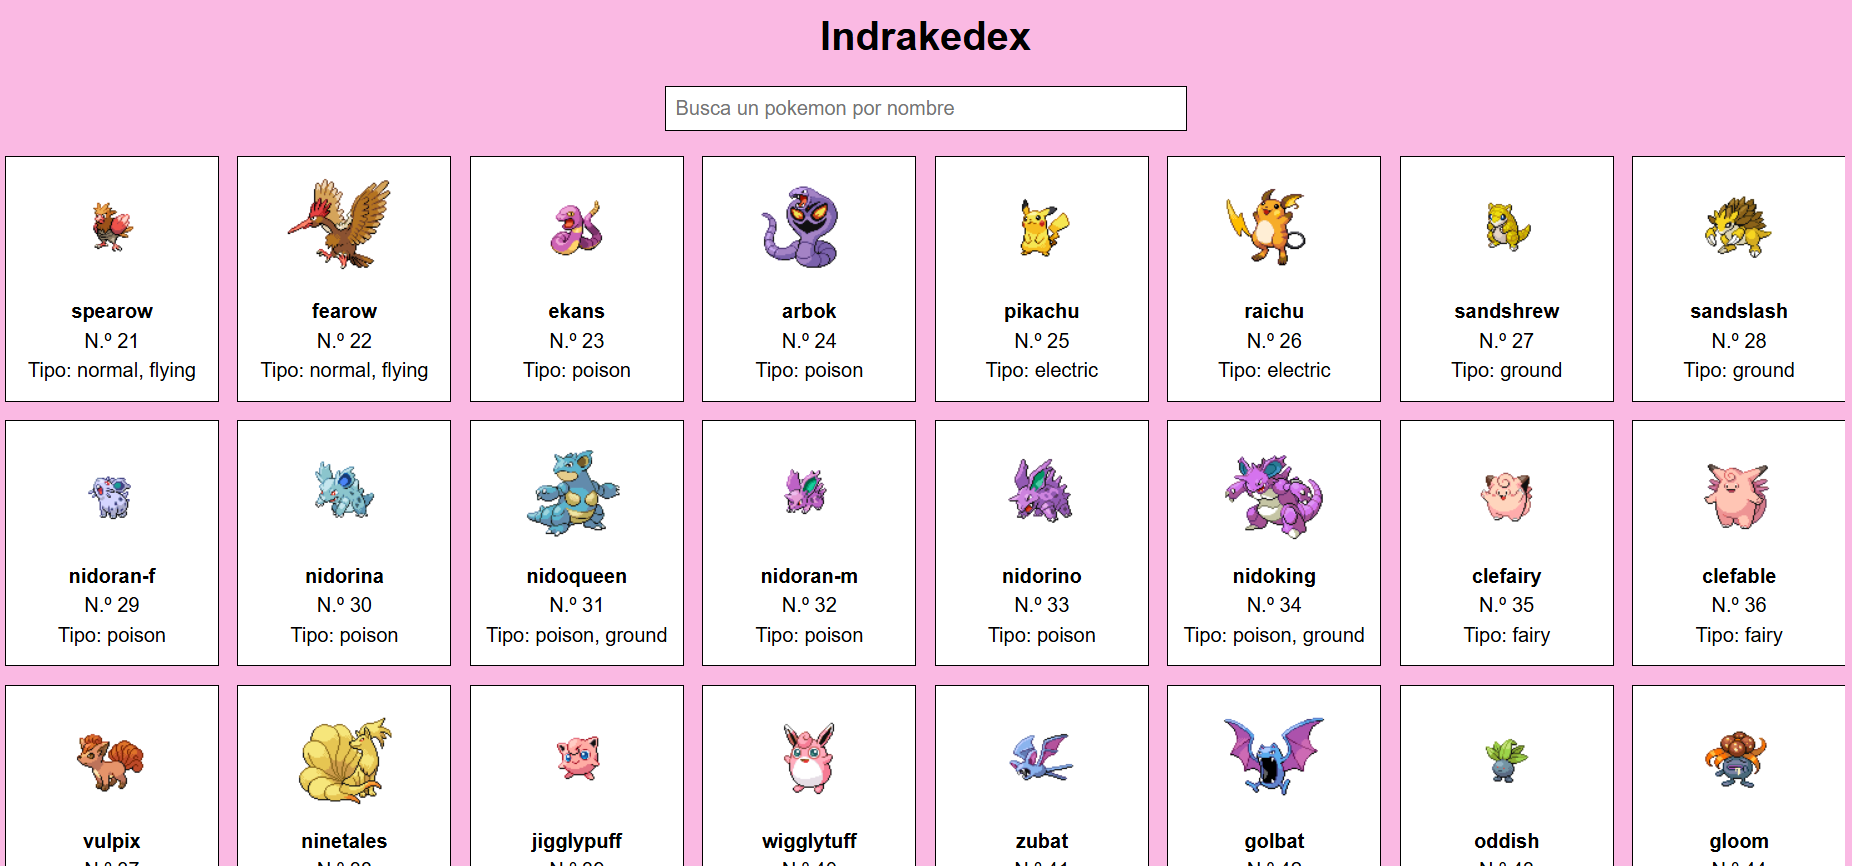 Indrakedex
Busca un pokemon por nombre
spearow
N.º 21
Tipo: normal, flying
fearow
N.º 22
Tipo: normal, flying
ekans
N.º 23
Tipo: poison
arbok
N.º 24
Tipo: poison
pikachu
N.º 25
Tipo: electric
raichu
N.º 26
Tipo: electric
sandshrew
N.º 27
Tipo: ground
sandslash
N.º 28
Tipo: ground
nidoran-f
N.º 29
Tipo: poison
nidorina
N.º 30
Tipo: poison
nidoqueen
N.º 31
Tipo: poison, ground
nidoran-m
N.º 32
Tipo: poison
nidorino
N.º 33
Tipo: poison
nidoking
N.º 34
Tipo: poison, ground
clefairy
N.º 35
Tipo: fairy
clefable
N.º 36
Tipo: fairy
vulpix
ninetales
jigglypuff
wigglytuff
zubat
golbat
oddish
gloom